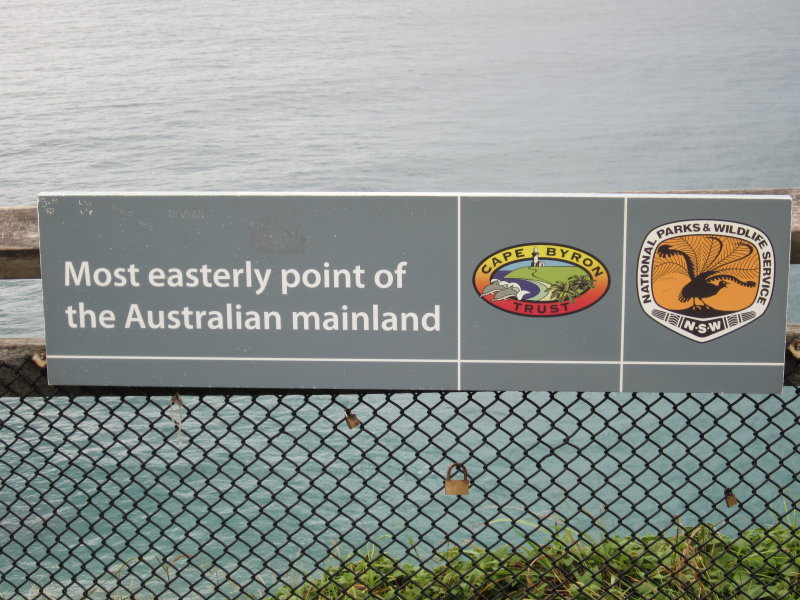 Most easterly point of
the Australian mainland
CAPE BYRON
TRUST
NATIONAL PARKS & WILDLIFE SERVICE
N·S·W